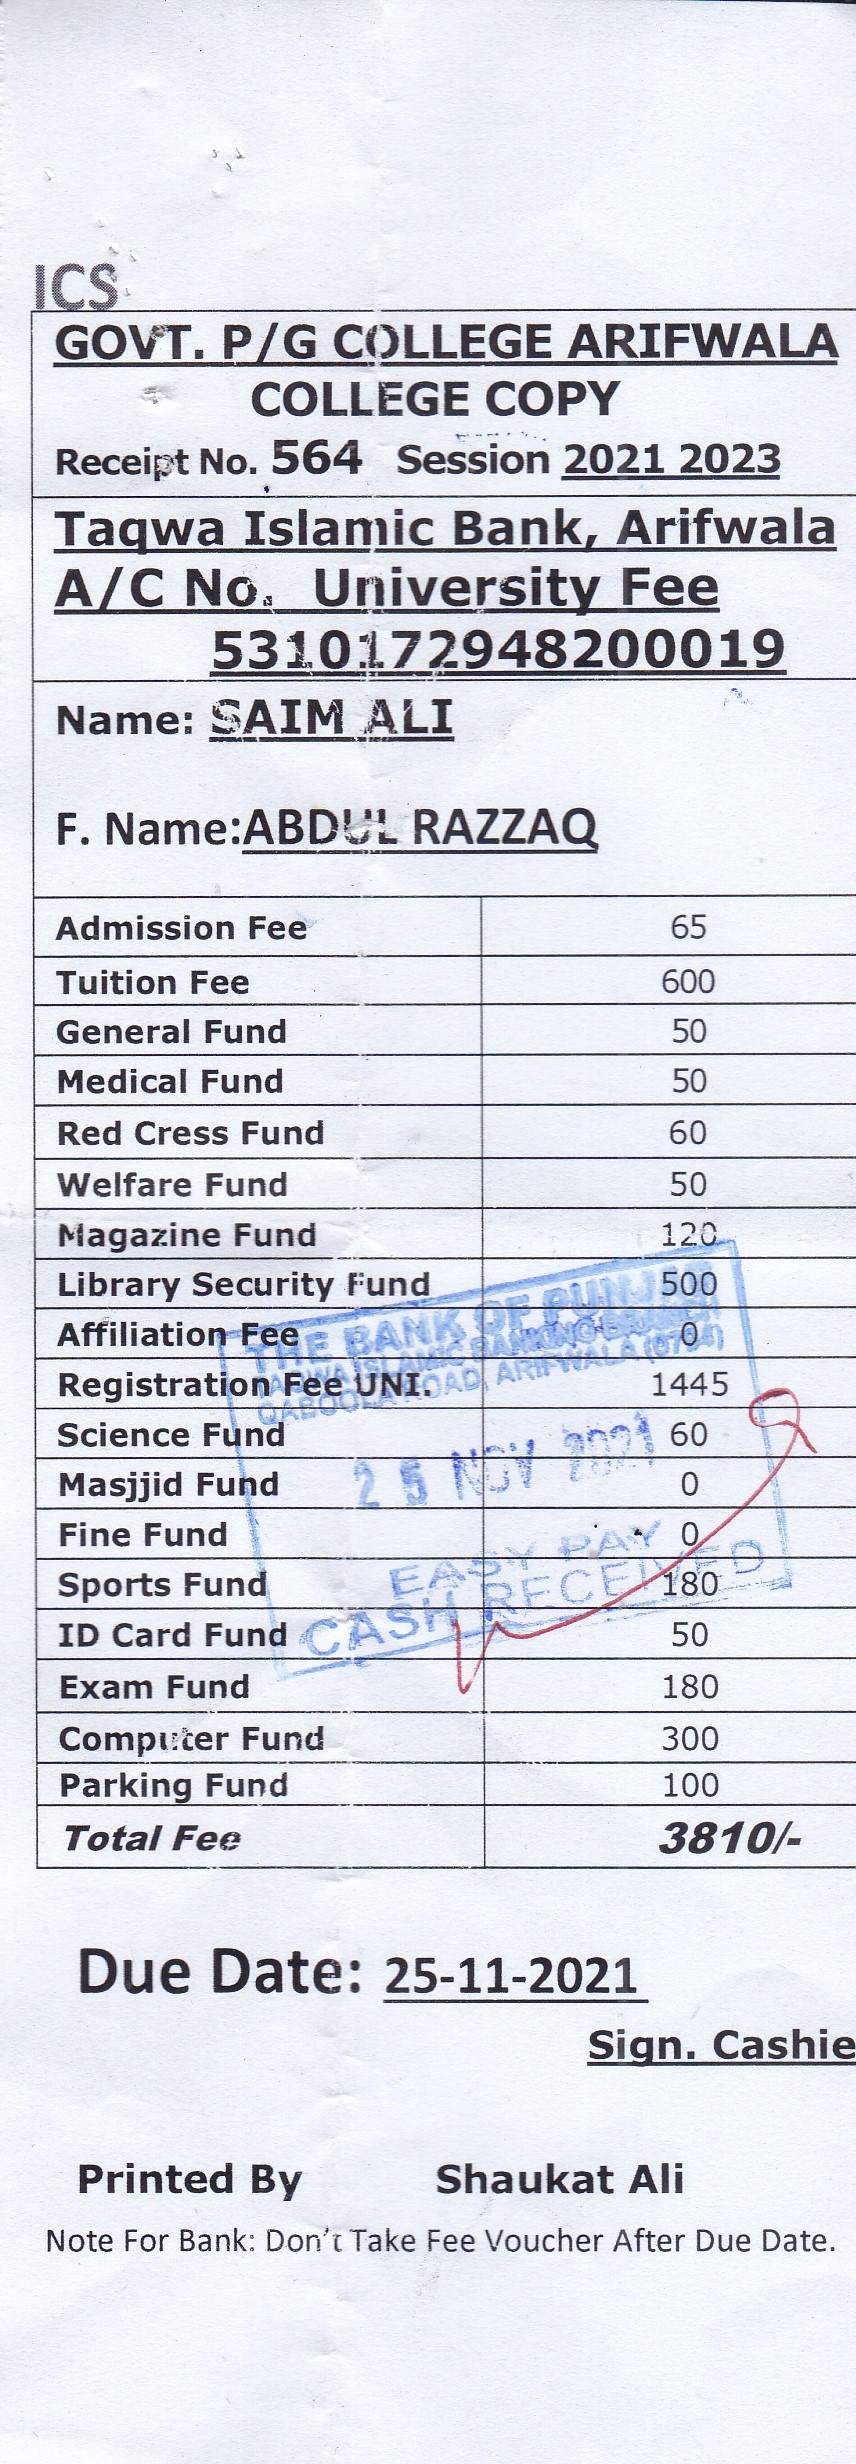 ICS
GOVT. P/G COLLEGE ARIFWALA
COLLEGE COPY
Receipt No. 564 Session 2021 2023
Taqwa Islamic Bank, Arifwala
A/C No. University Fee
5310172948200019
Name: SAIM ALI
F. Name:ABDUL RAZZAQ
Admission Fee 65
Tuition Fee 600
General Fund 50
Medical Fund 50
Red Cress Fund 60
Welfare Fund 50
Magazine Fund 120
Library Security Fund 500
Affiliation Fee 0
Registration Fee UNI. 1445
Science Fund 60
Masjjid Fund 0
Fine Fund 0
Sports Fund 180
ID Card Fund 50
Exam Fund 180
Computer Fund 300
Parking Fund 100
Total Fee 3810/-
THE BANK OF PUNJAB
TAQWA ISLAMIC BANKING BRANCH
QABOOLA ROAD, ARIFWALA
25 NOV 2021
EASY PAY
CASH RECEIVED
Due Date: 25-11-2021
Sign. Cashie
Printed By Shaukat Ali
Note For Bank: Don't Take Fee Voucher After Due Date.